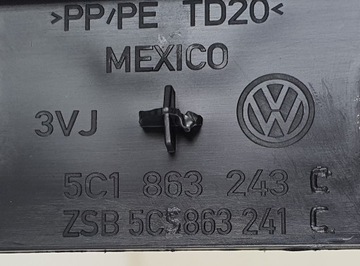 >PP/PE TD20<
MEXICO
3VJ
5C1 863 243 C
ZSB 5C5863 241 C